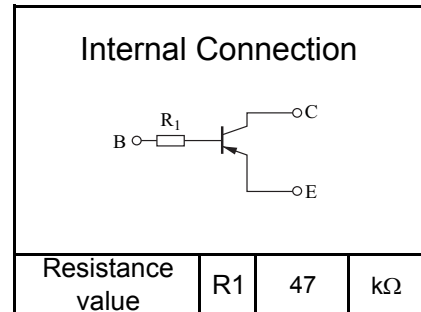 Internal Connection
C
R1
B
E
Resistance value R1 47 kΩ